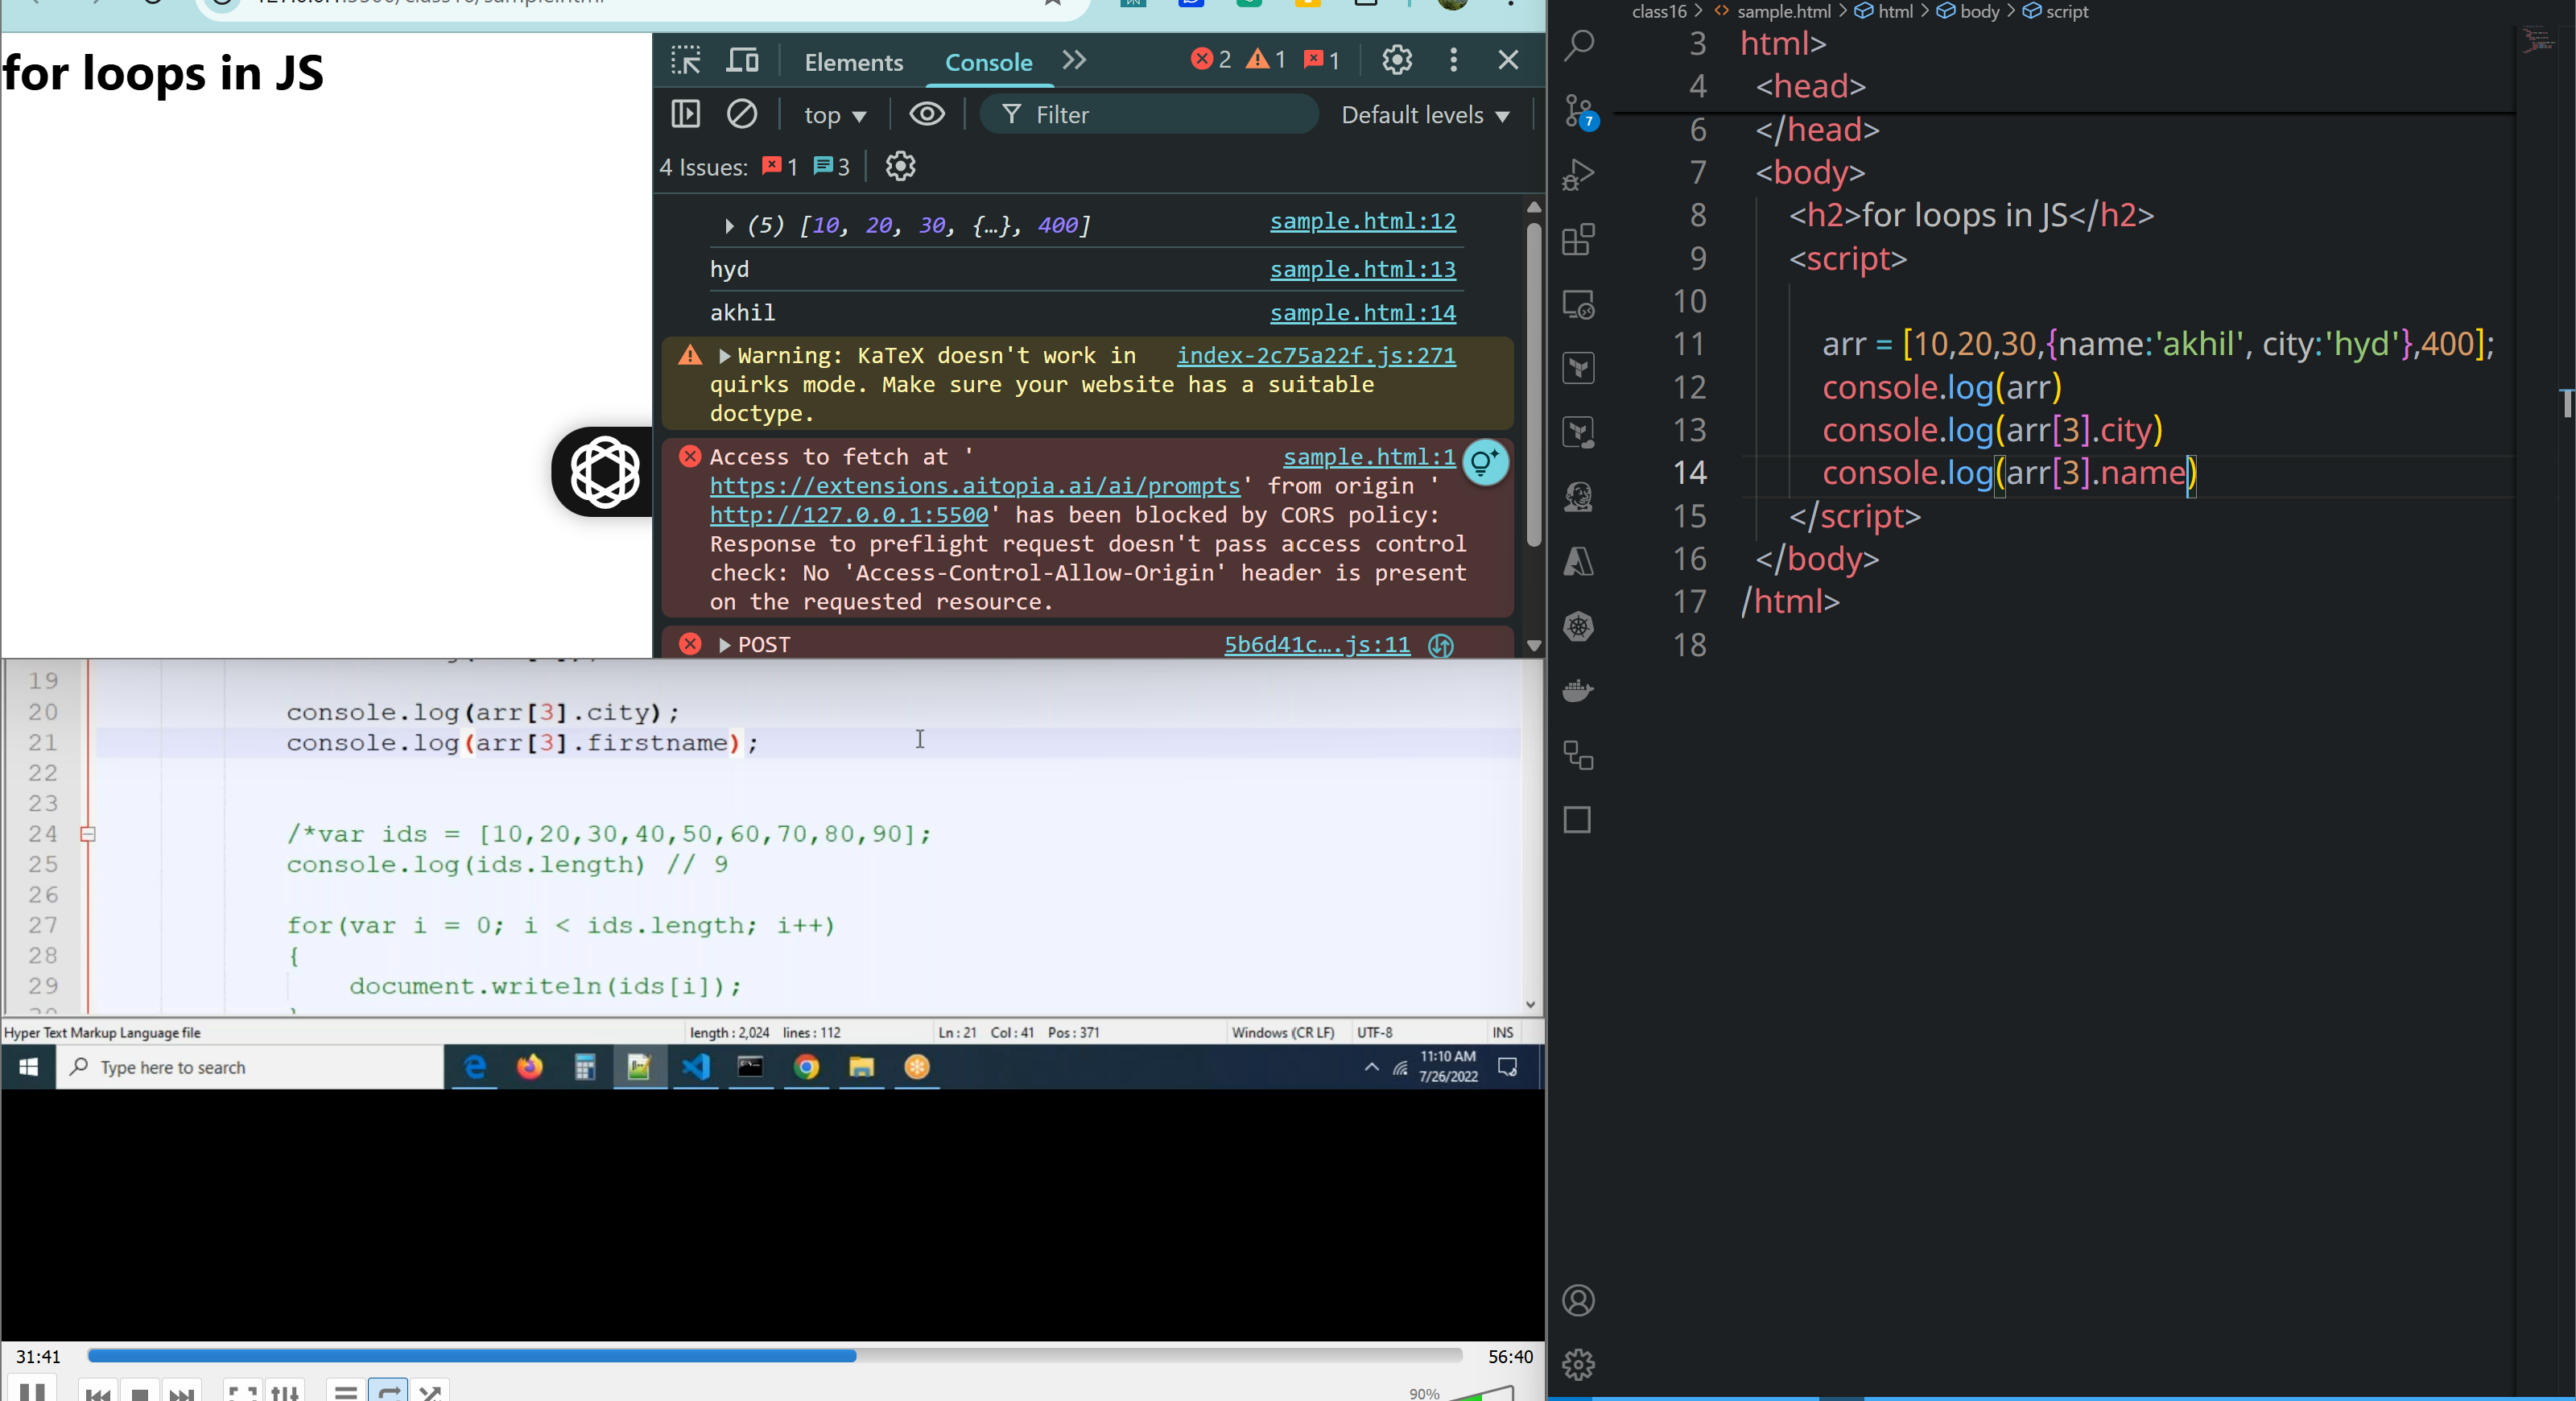 for loops in JS
Elements
Console
2
1
1
top
Filter
Default levels
4 Issues:
1
3
(5) [10, 20, 30, {…}, 400]
sample.html:12
hyd
sample.html:13
akhil
sample.html:14
Warning: KaTeX doesn't work in
index-2c75a22f.js:271
quirks mode. Make sure your website has a suitable
doctype.
Access to fetch at '
sample.html:1
https://extensions.aitopia.ai/ai/prompts' from origin '
http://127.0.0.1:5500' has been blocked by CORS policy:
Response to preflight request doesn't pass access control
check: No 'Access-Control-Allow-Origin' header is present
on the requested resource.
POST
5b6d41c….js:11
19
20 console.log(arr[3].city);
21 console.log(arr[3].firstname);
22
23
24 /*var ids = [10,20,30,40,50,60,70,80,90];
25 console.log(ids.length) // 9
26
27 for(var i = 0; i < ids.length; i++)
28 {
29 document.writeln(ids[i]);
Hyper Text Markup Language file
length : 2,024 lines : 112
Ln : 21 Col : 41 Pos : 371
Windows (CR LF)
UTF-8
INS
Type here to search
11:10 AM
7/26/2022
31:41
56:40
90%
class16 > sample.html > html > body > script
7
3 html>
4 <head>
6 </head>
7 <body>
8 <h2>for loops in JS</h2>
9 <script>
10
11 arr = [10,20,30,{name:'akhil', city:'hyd'},400];
12 console.log(arr)
13 console.log(arr[3].city)
14 console.log(arr[3].name)
15 </script>
16 </body>
17 /html>
18